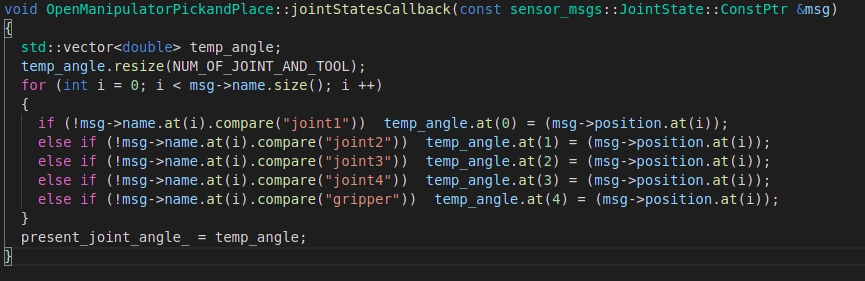 void OpenManipulatorPickandPlace::jointStatesCallback(const sensor_msgs::JointState::ConstPtr &msg)
{
  std::vector<double> temp_angle;
  temp_angle.resize(NUM_OF_JOINT_AND_TOOL);
  for (int i = 0; i < msg->name.size(); i ++)
  {
    if (!msg->name.at(i).compare("joint1"))  temp_angle.at(0) = (msg->position.at(i));
    else if (!msg->name.at(i).compare("joint2"))  temp_angle.at(1) = (msg->position.at(i));
    else if (!msg->name.at(i).compare("joint3"))  temp_angle.at(2) = (msg->position.at(i));
    else if (!msg->name.at(i).compare("joint4"))  temp_angle.at(3) = (msg->position.at(i));
    else if (!msg->name.at(i).compare("gripper"))  temp_angle.at(4) = (msg->position.at(i));
  }
  present_joint_angle_ = temp_angle;
}